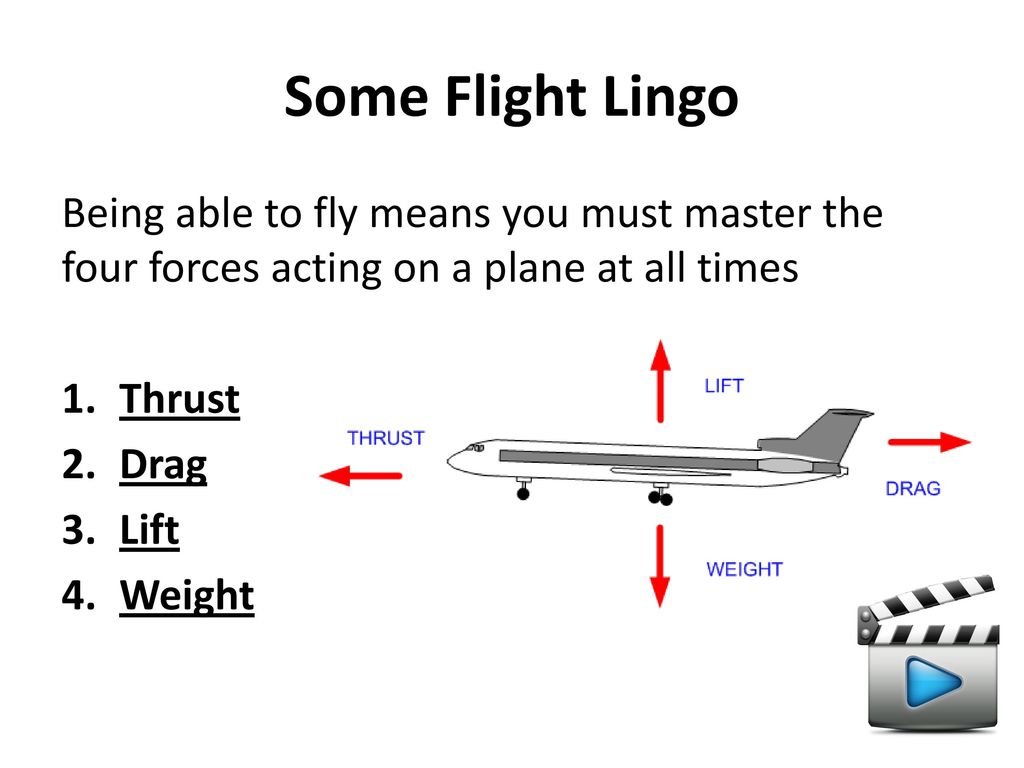 Some Flight Lingo
Being able to fly means you must master the
four forces acting on a plane at all times
1. Thrust
2. Drag
3. Lift
4. Weight
LIFT
THRUST
DRAG
WEIGHT